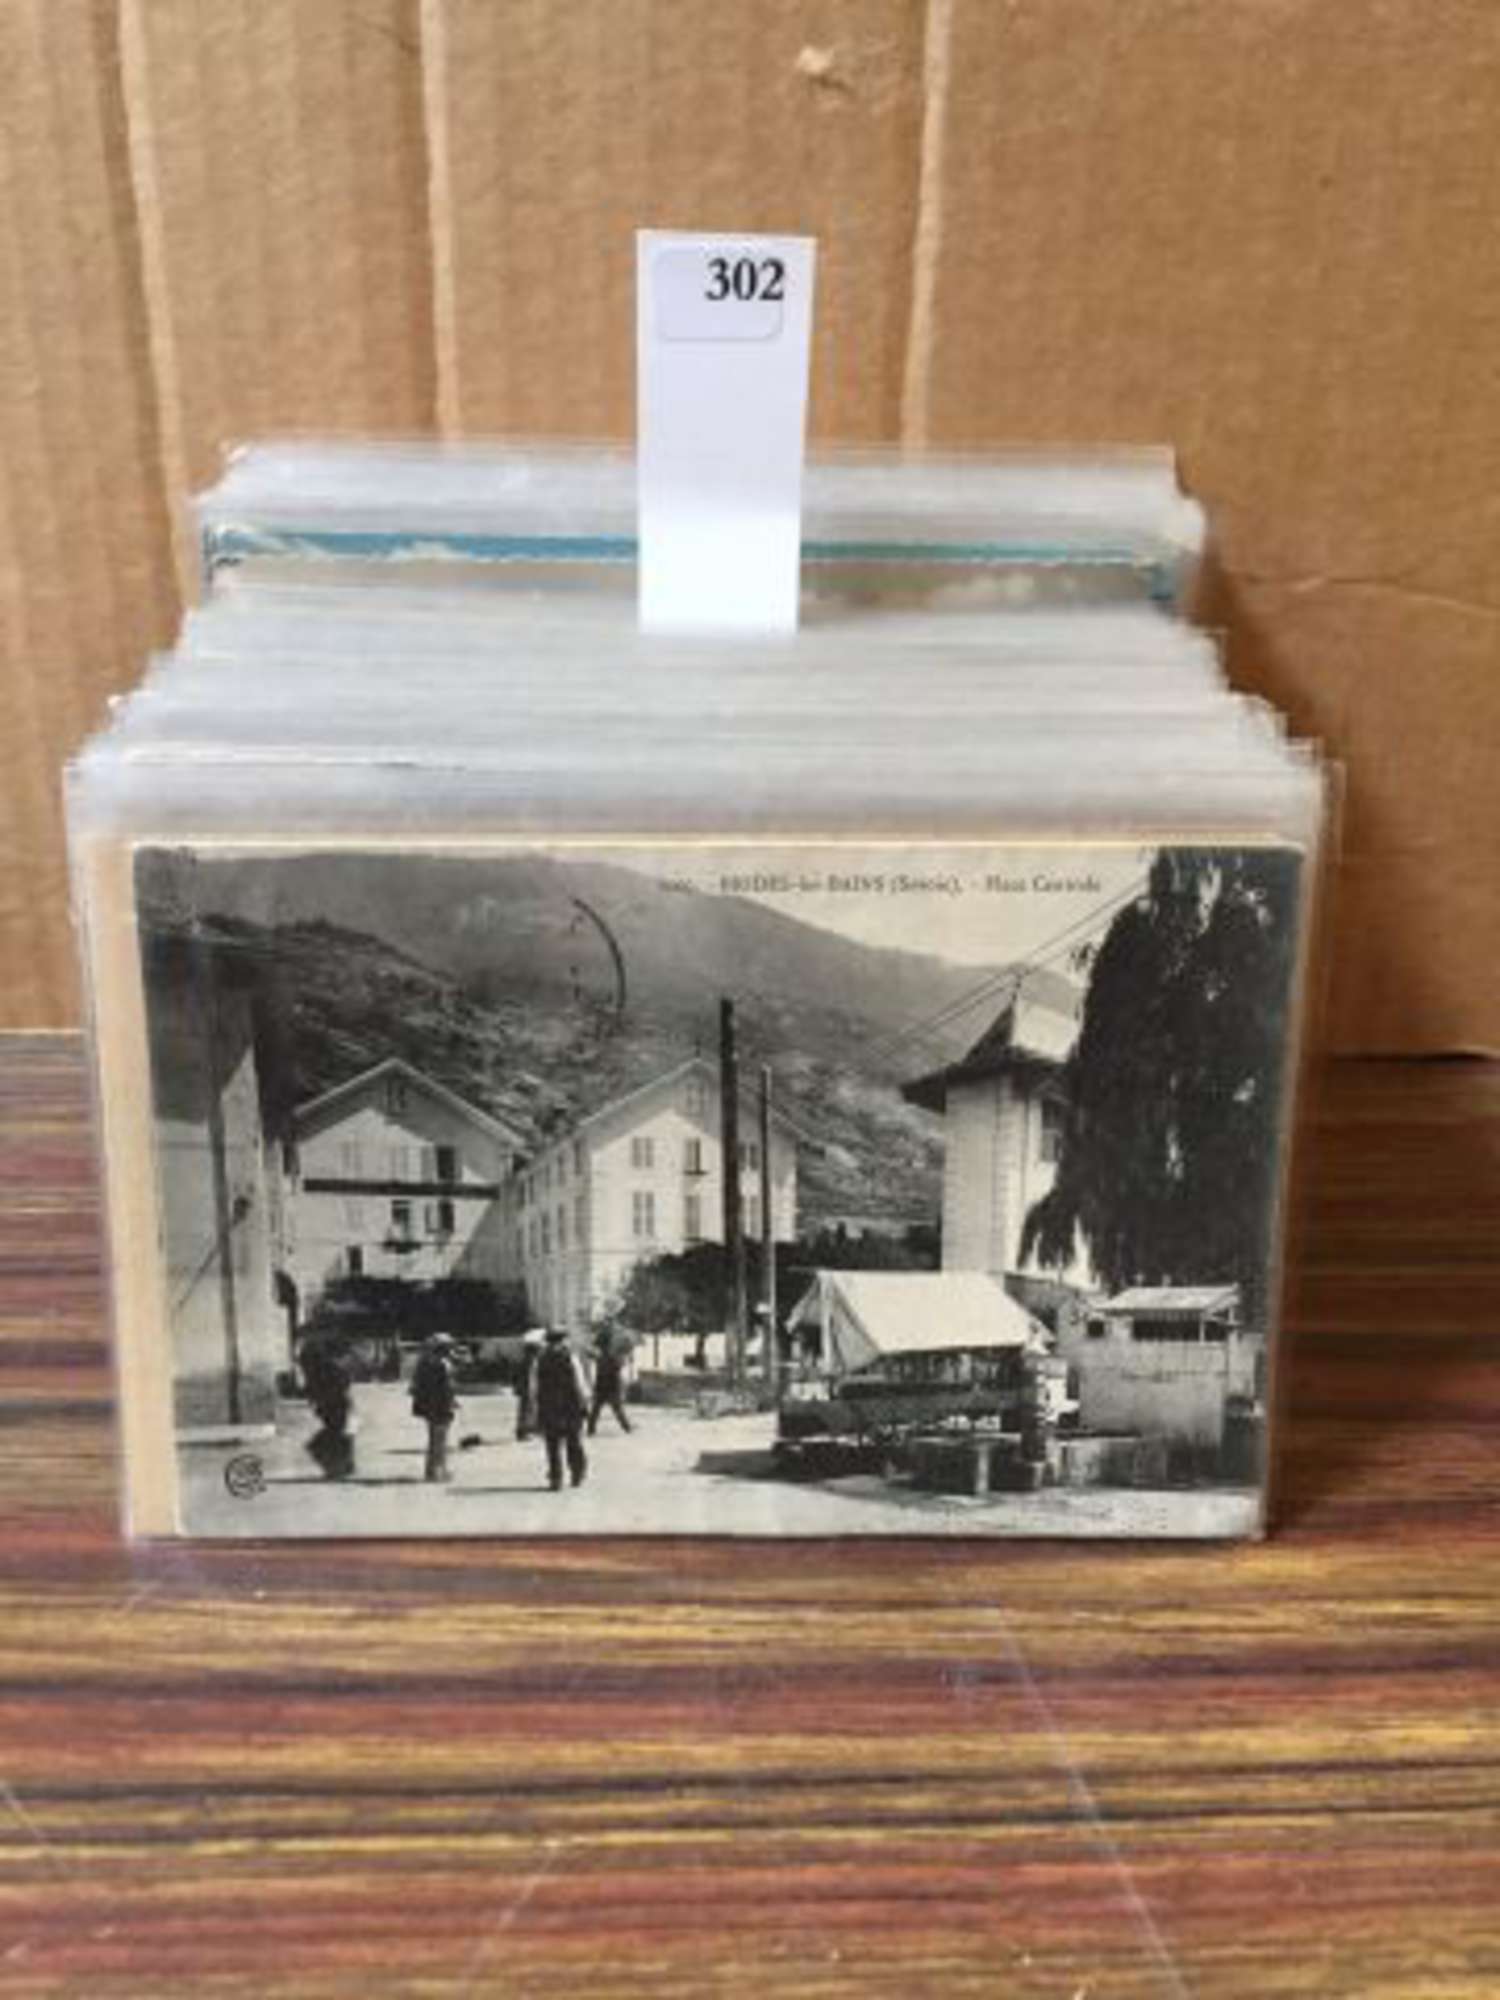 302
BRIDES-les-BAINS (Savoie). - Place Centrale